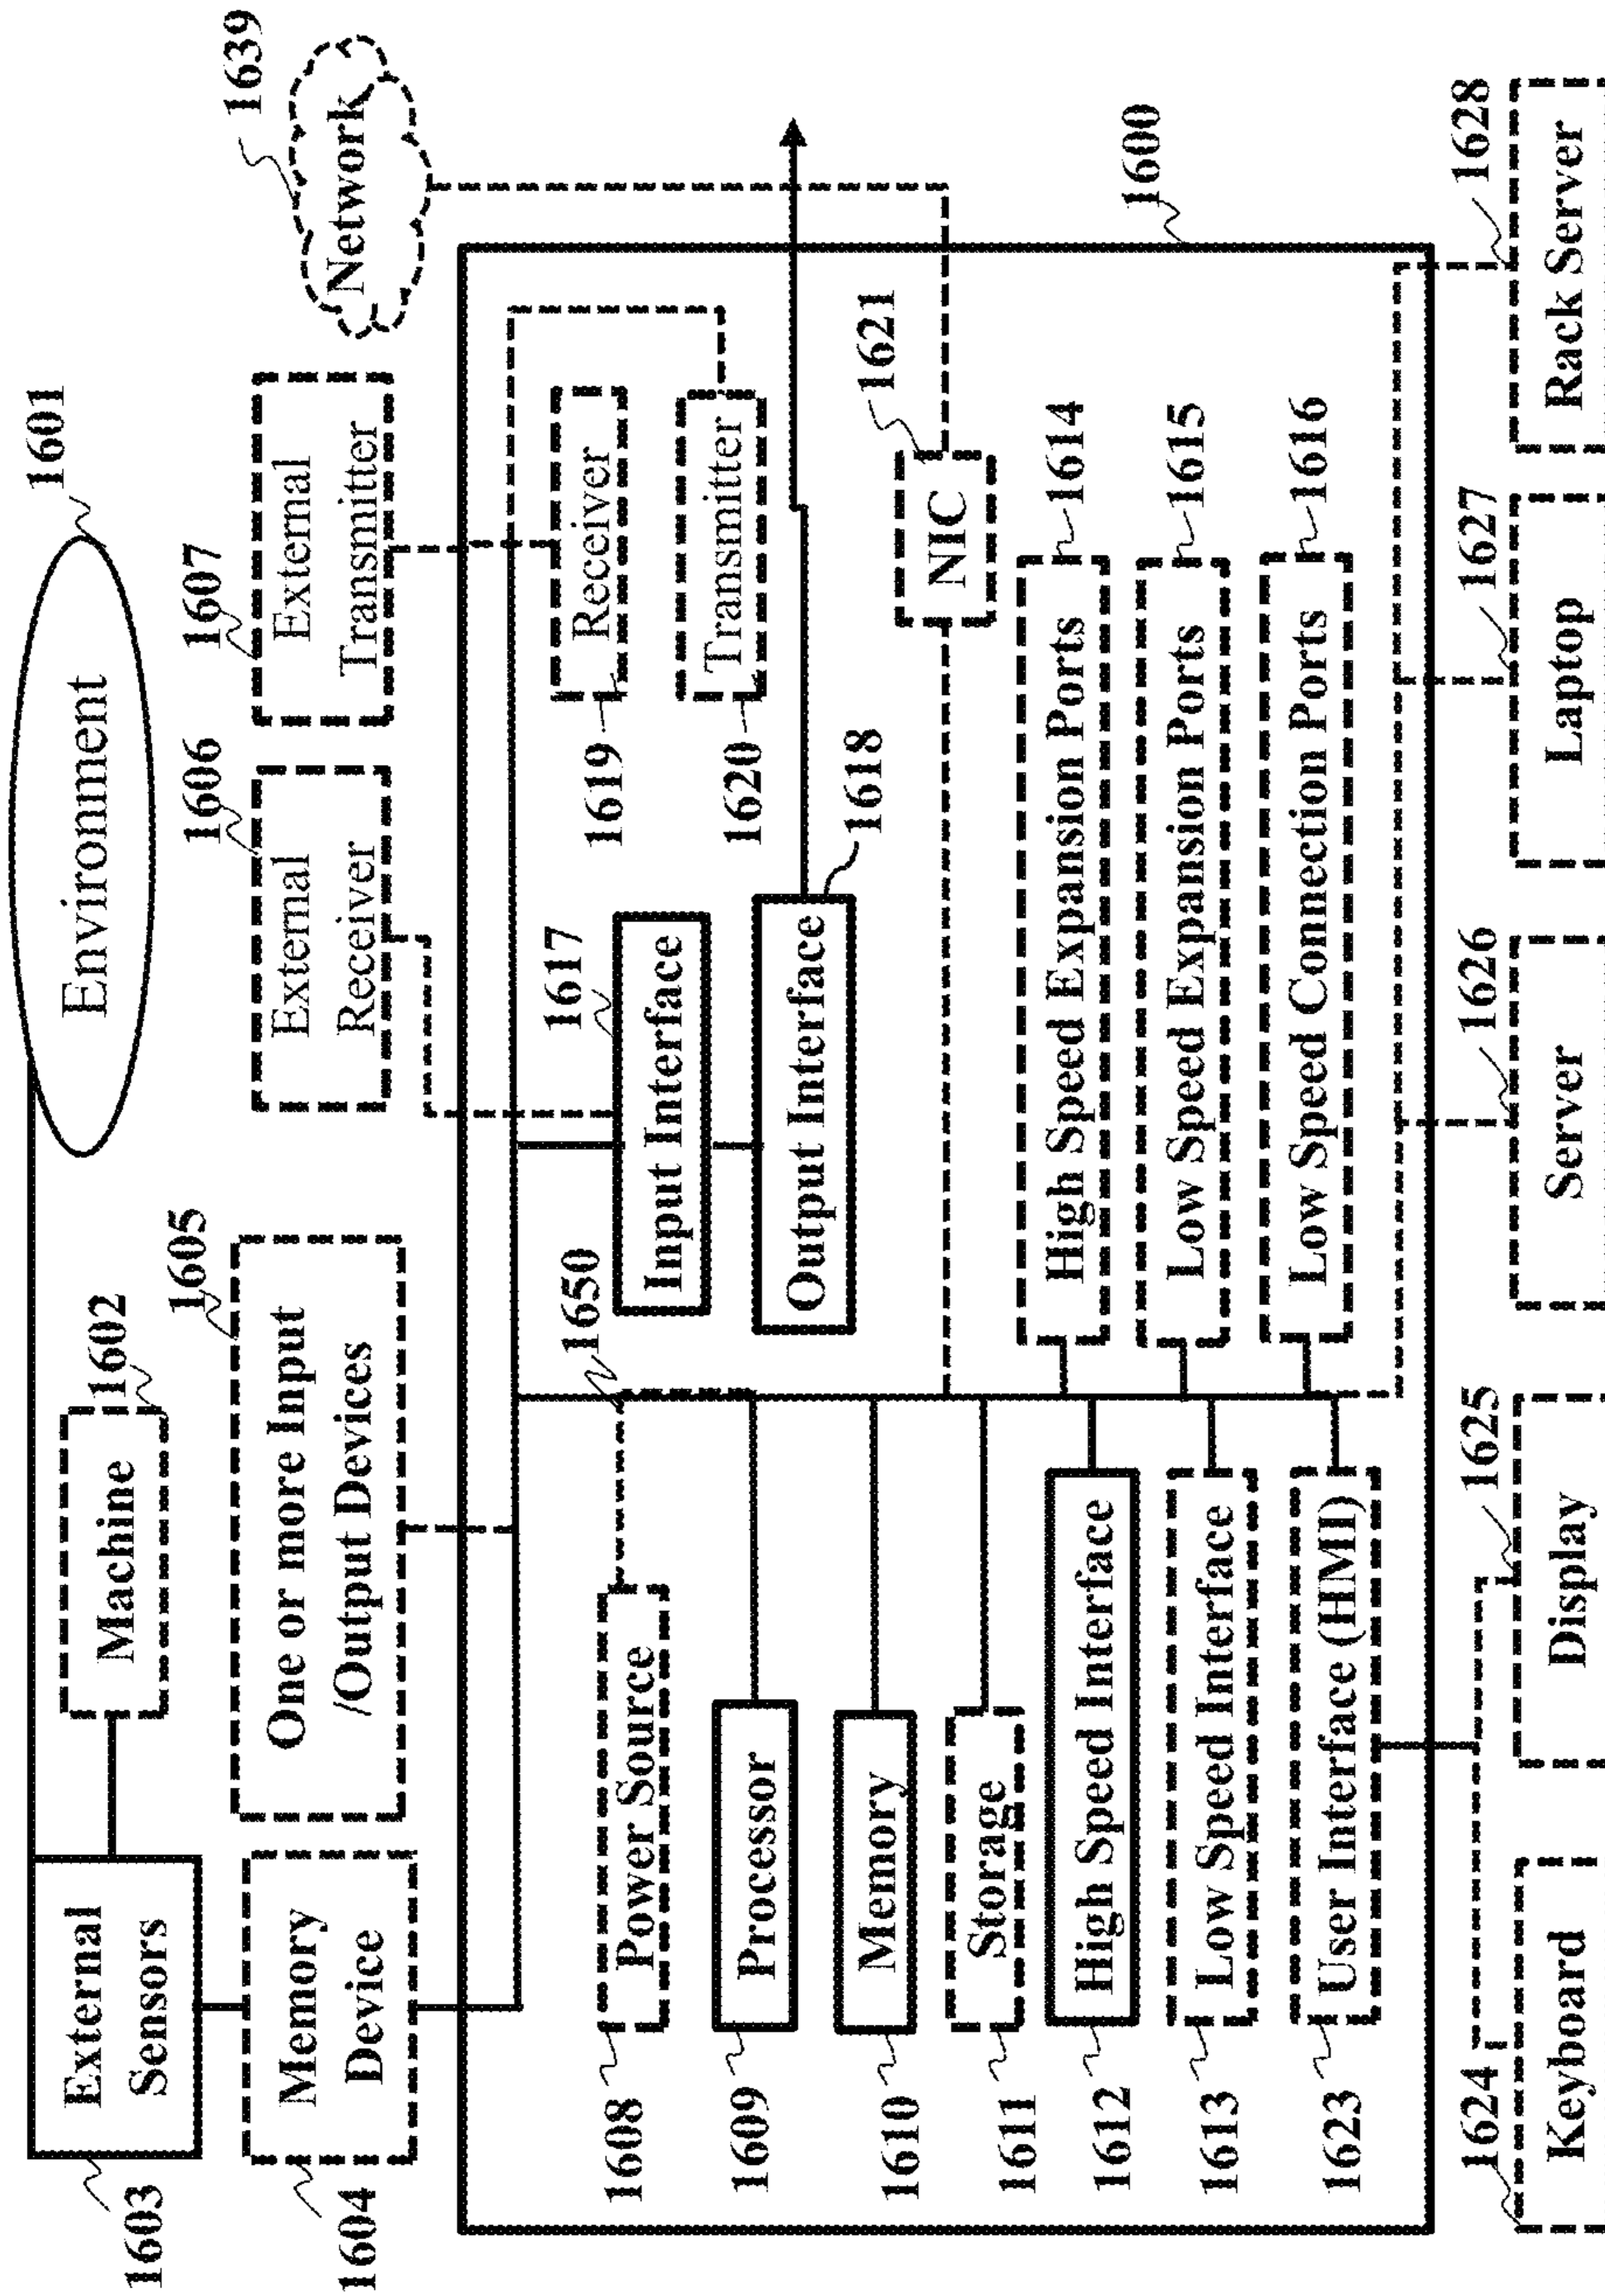 1601
Environment
1602
Machine
1603
External
Sensors
1604
Memory
Device
1605
One or more Input
/Output Devices
1606
External
Receiver
1607
External
Transmitter
1639
Network
1608
Power Source
1650
1609
Processor
1610
Memory
1611
Storage
1612
High Speed Interface
1613
Low Speed Interface
1623
User Interface (HMI)
1617
Input Interface
1618
Output Interface
1619
Receiver
1620
Transmitter
1621
NIC
1614
High Speed Expansion Ports
1615
Low Speed Expansion Ports
1616
Low Speed Connection Ports
1600
1624
Keyboard
1625
Display
1626
Server
1627
Laptop
1628
Rack Server